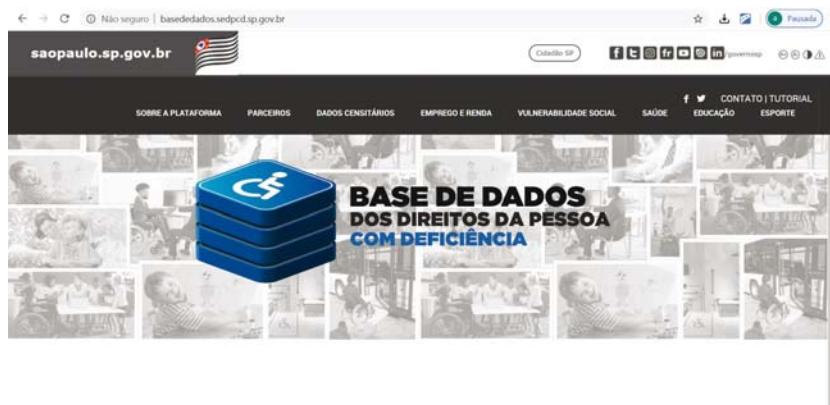 Não seguro | basededados.sedpcd.sp.gov.br
Pausada
saopaulo.sp.gov.br
Cidadão SP
/governosp
CONTATO | TUTORIAL
SOBRE A PLATAFORMA PARCEIROS DADOS CENSITÁRIOS EMPREGO E RENDA VULNERABILIDADE SOCIAL SAÚDE EDUCAÇÃO ESPORTE
BASE DE DADOS
DOS DIREITOS DA PESSOA
COM DEFICIÊNCIA